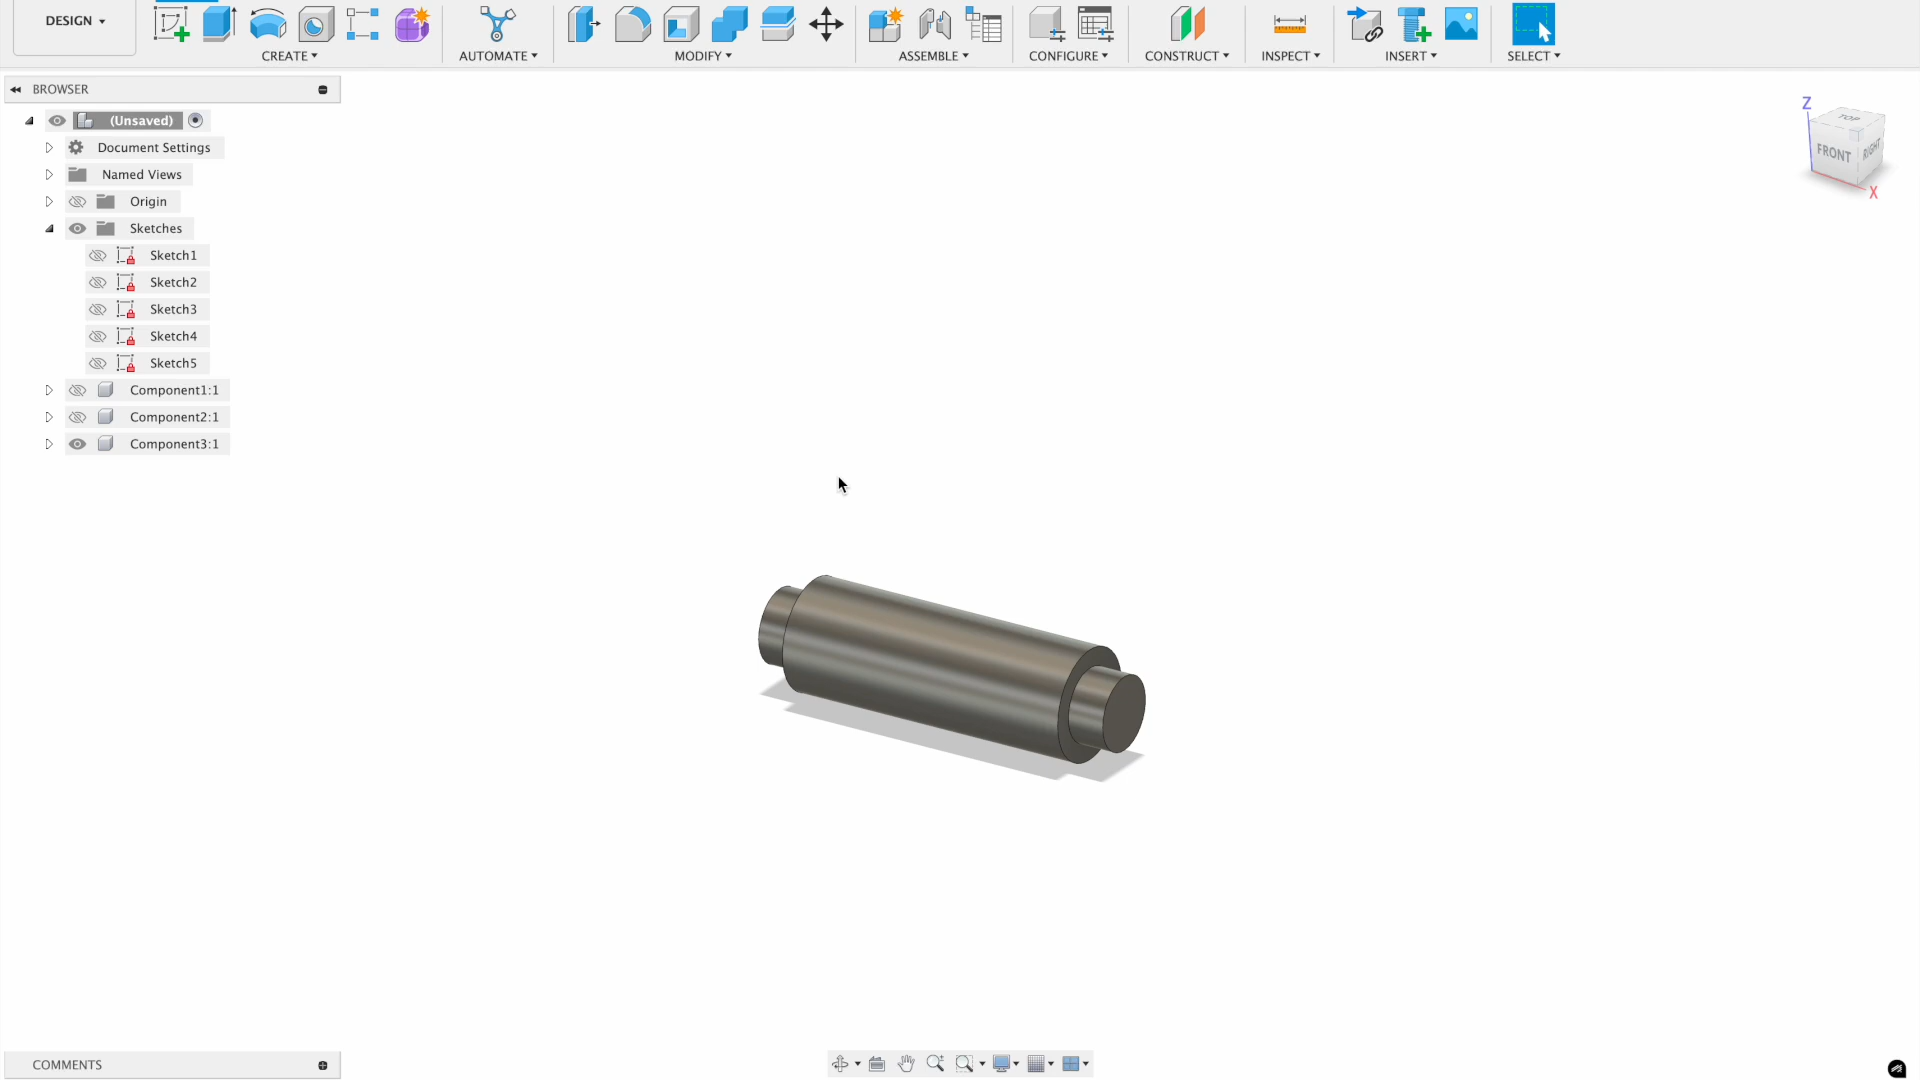 DESIGN
CREATE
AUTOMATE
MODIFY
ASSEMBLE
CONFIGURE
CONSTRUCT
INSPECT
INSERT
SELECT
BROWSER
(Unsaved)
Document Settings
Named Views
Origin
Sketches
Sketch1
Sketch2
Sketch3
Sketch4
Sketch5
Component1:1
Component2:1
Component3:1
Z
TOP
FRONT
RIGHT
X
COMMENTS